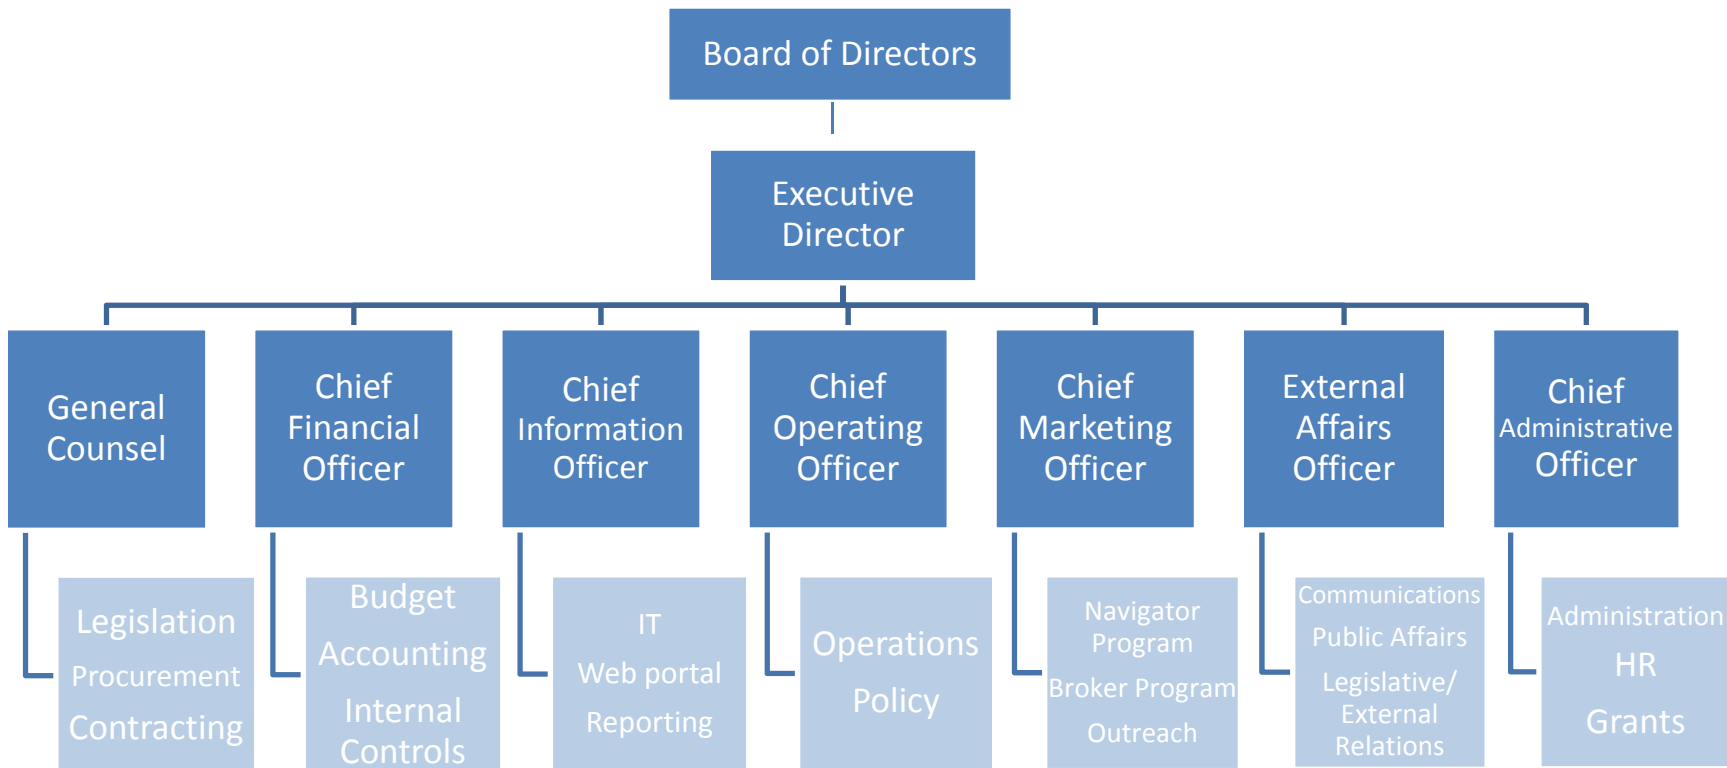 Board of Directors
Executive
Director
General
Counsel
Chief
Financial
Officer
Chief
Information
Officer
Chief
Operating
Officer
Chief
Marketing
Officer
External
Affairs
Officer
Chief
Administrative
Officer
Legislation
Procurement
Contracting
Budget
Accounting
Internal
Controls
IT
Web portal
Reporting
Operations
Policy
Navigator
Program
Broker Program
Outreach
Communications
Public Affairs
Legislative/
External
Relations
Administration
HR
Grants